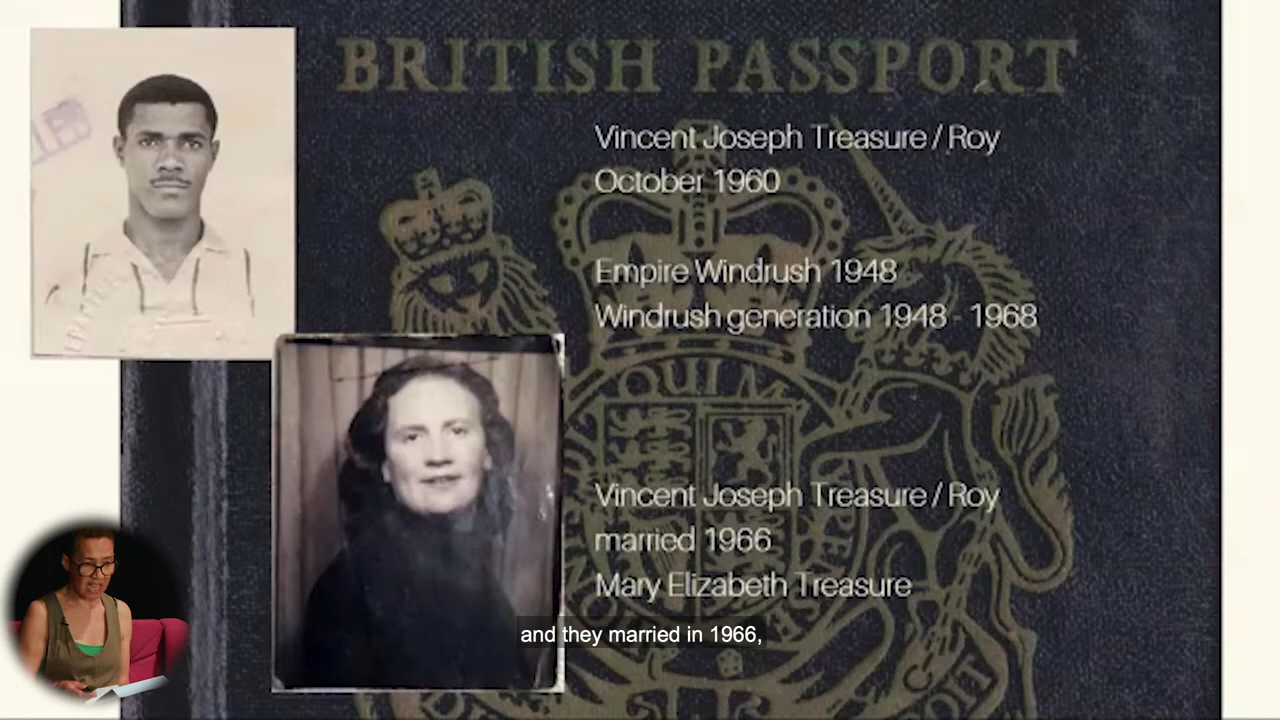 BRITISH PASSPORT
Vincent Joseph Treasure / Roy
October 1960
Empire Windrush 1948
Windrush generation 1948 - 1968
Vincent Joseph Treasure / Roy
married 1966
Mary Elizabeth Treasure
and they married in 1966,
QUI M